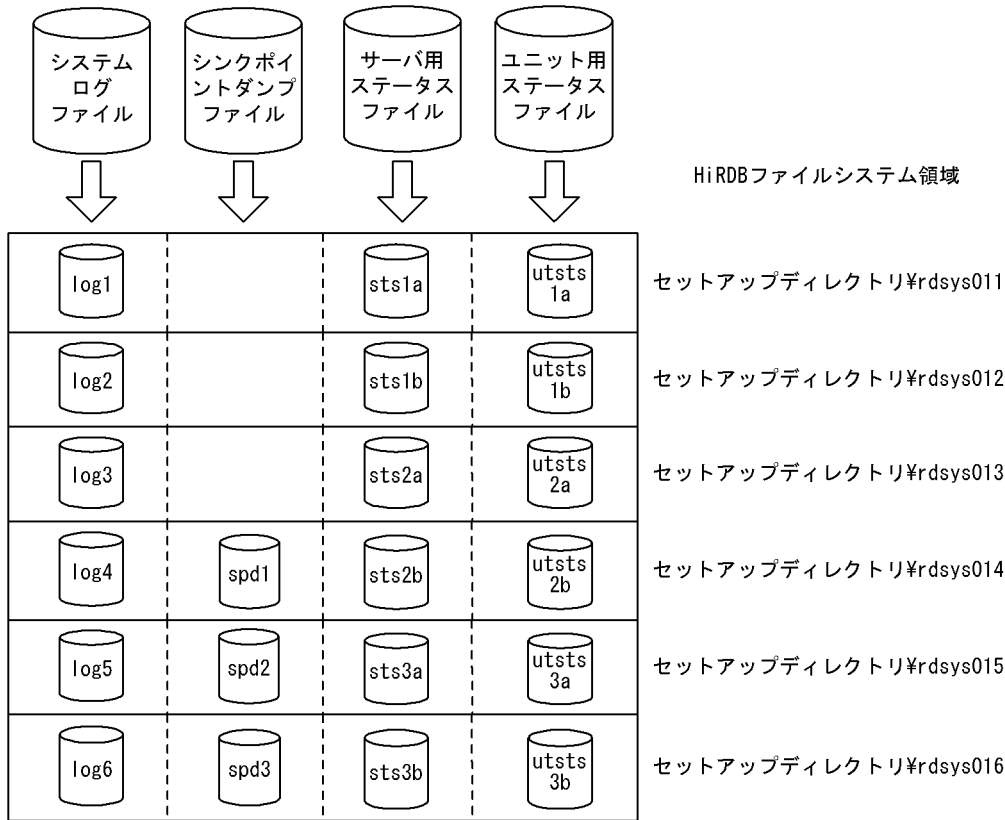 システム
ログ
ファイル
シンクポイ
ントダンプ
ファイル
サーバ用
ステータス
ファイル
ユニット用
ステータス
ファイル
HiRDBファイルシステム領域
log1
sts1a
utsts
1a
セットアップディレクトリ¥rdsys011
log2
sts1b
utsts
1b
セットアップディレクトリ¥rdsys012
log3
sts2a
utsts
2a
セットアップディレクトリ¥rdsys013
log4
spd1
sts2b
utsts
2b
セットアップディレクトリ¥rdsys014
log5
spd2
sts3a
utsts
3a
セットアップディレクトリ¥rdsys015
log6
spd3
sts3b
utsts
3b
セットアップディレクトリ¥rdsys016